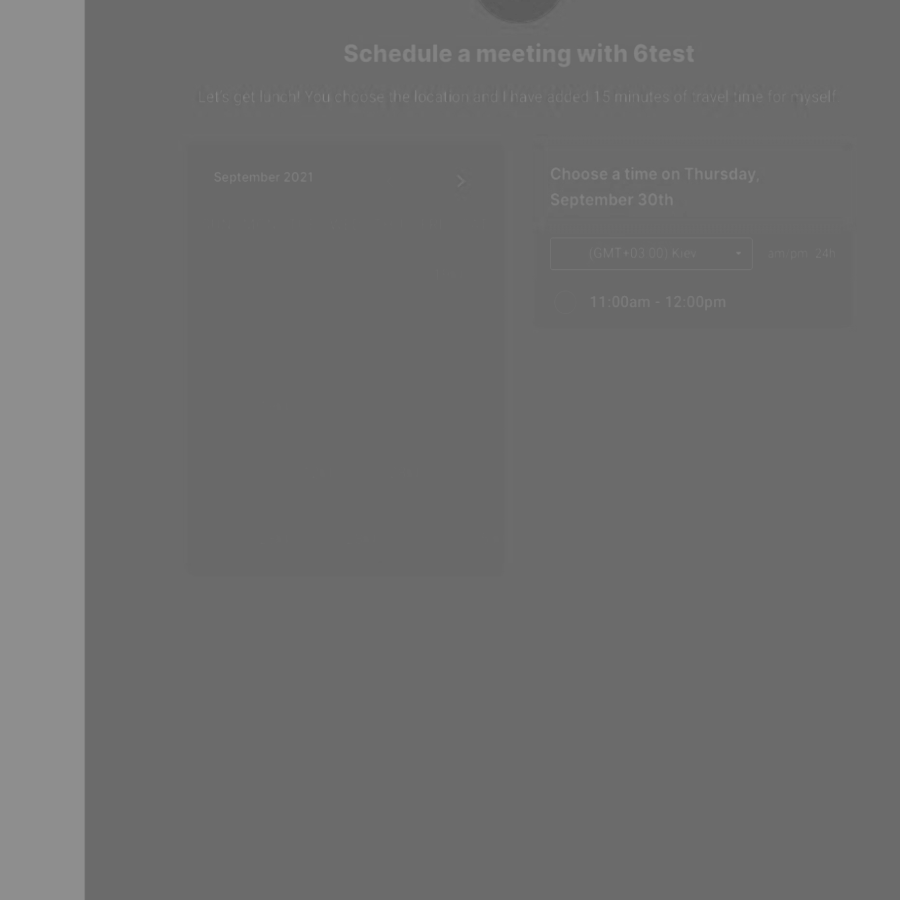 Schedule a meeting with 6test
Let's get lunch! You choose the location and I have added 15 minutes of travel time for myself.
September 2021
Choose a time on Thursday,
September 30th
(GMT+03:00) Kiev
am/pm 24h
11:00am - 12:00pm